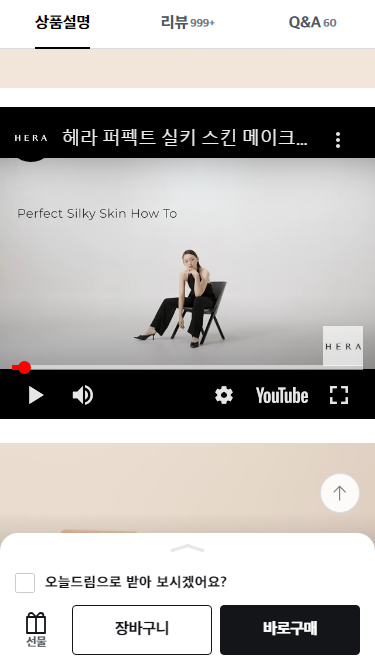 상품설명 리뷰 999+ Q&A 60
HERA 헤라 퍼펙트 실키 스킨 메이크...
Perfect Silky Skin How To
HERA
YouTube
오늘드림으로 받아 보시겠어요?
선물 장바구니 바로구매